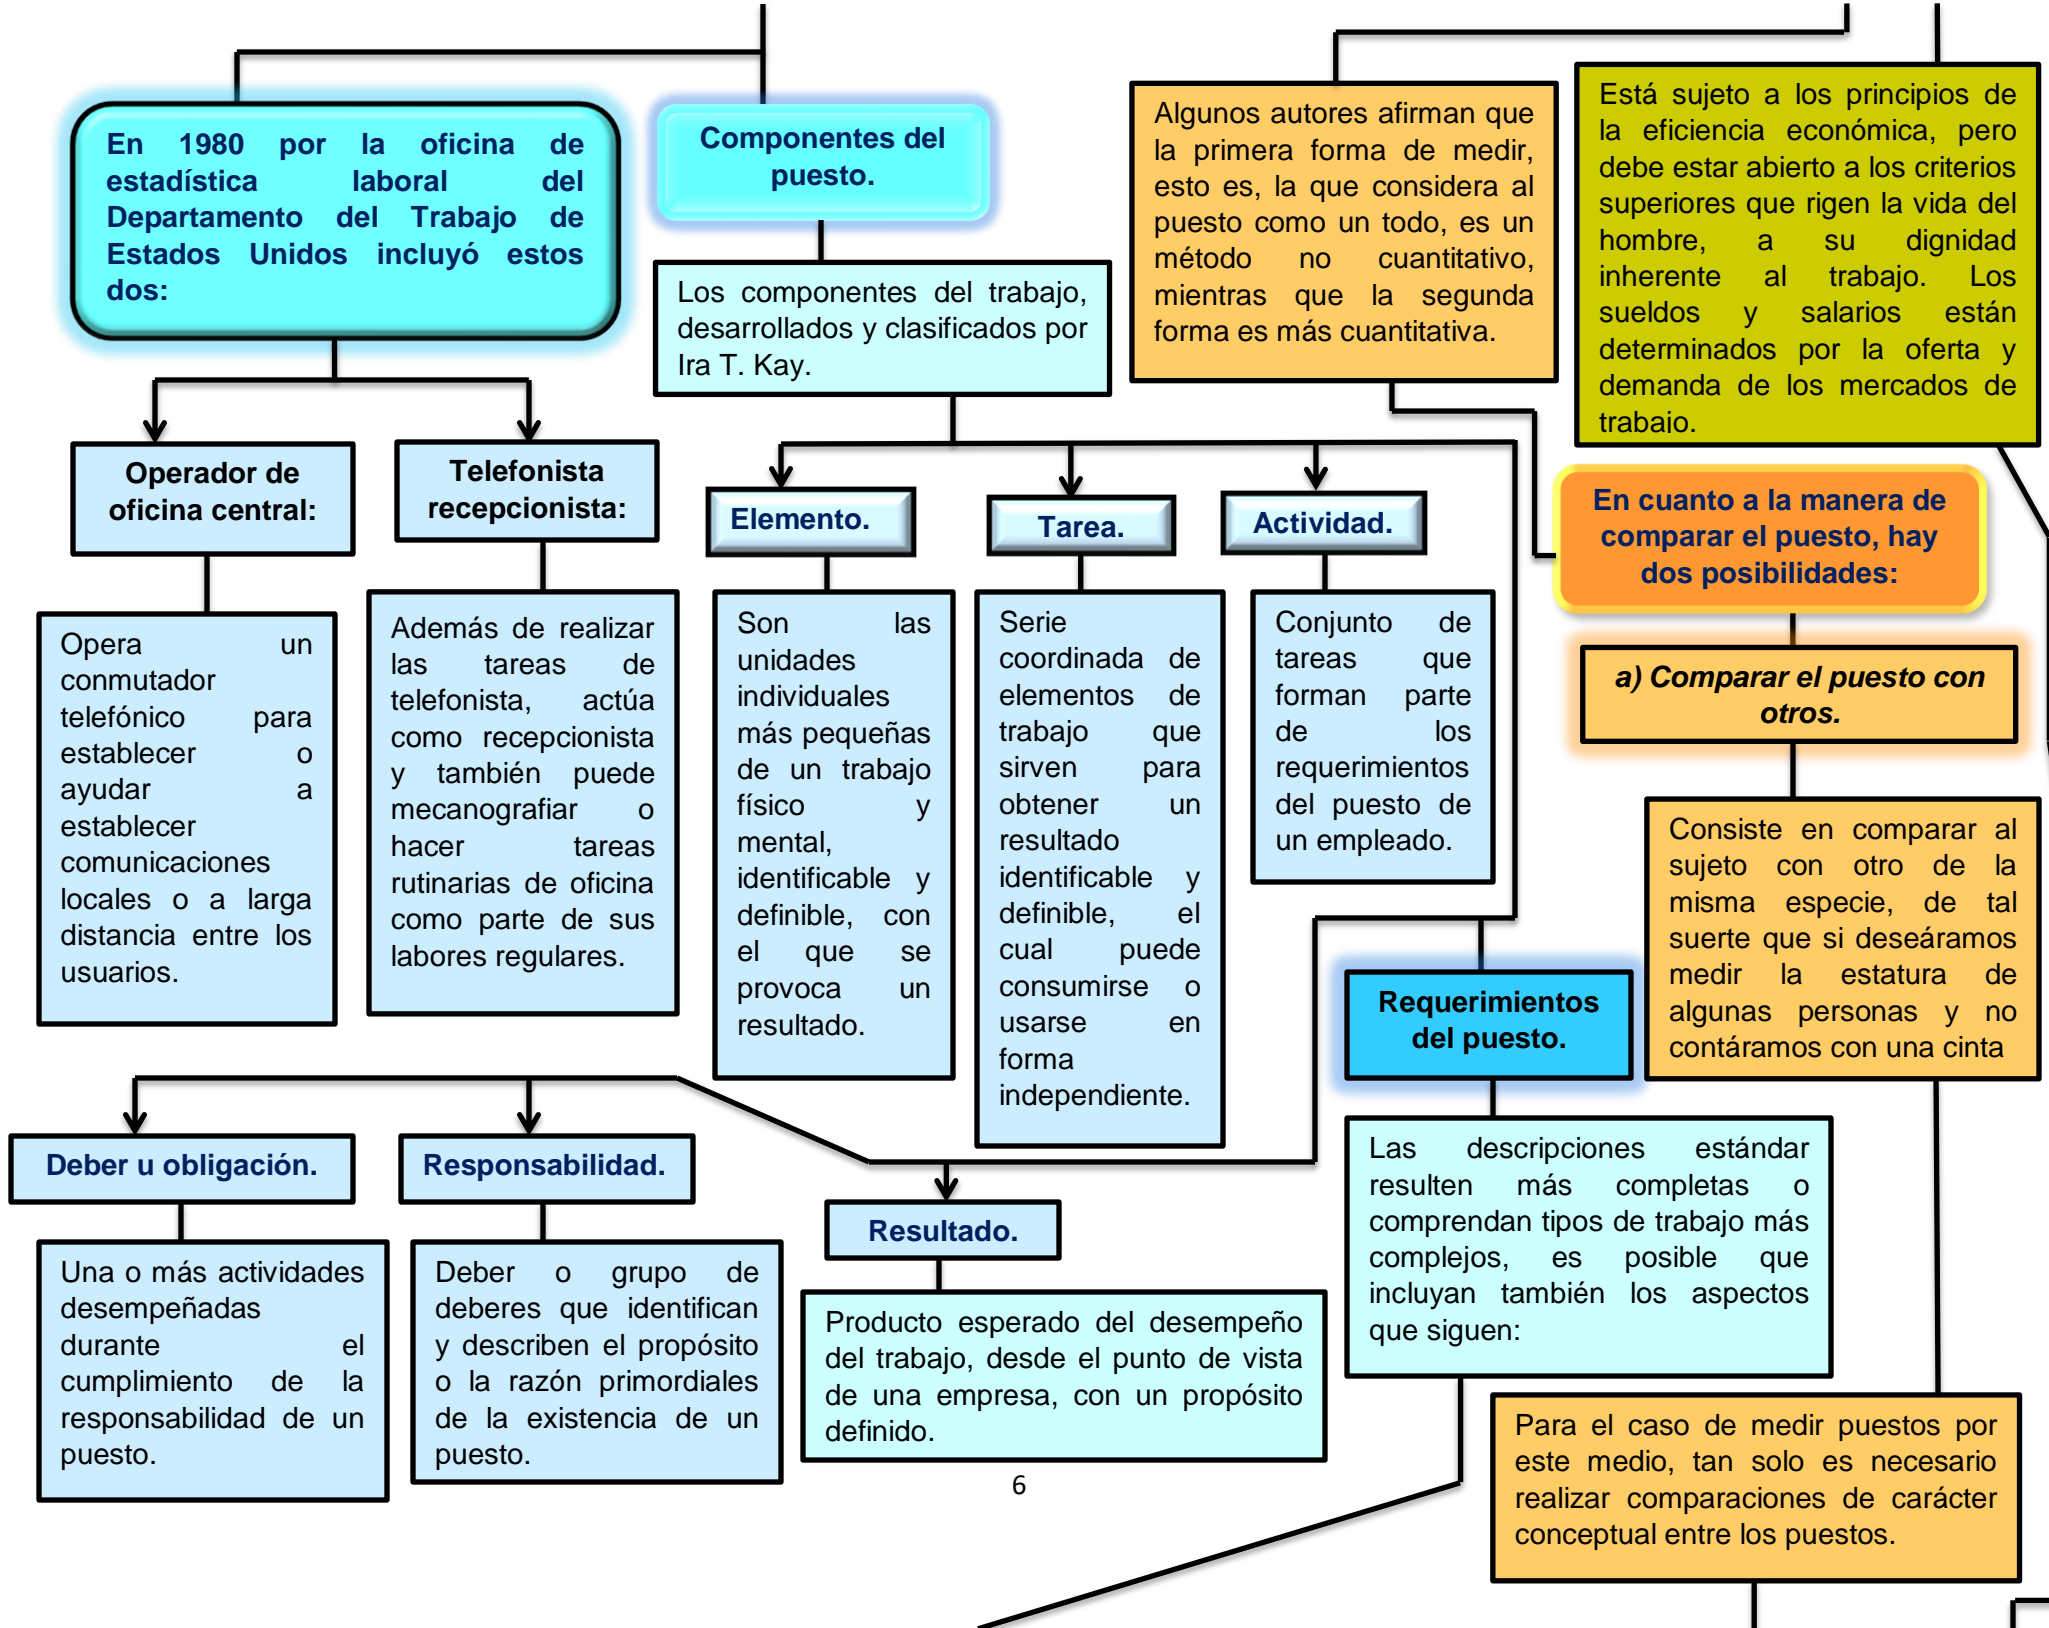 En 1980 por la oficina de
estadística laboral del
Departamento del Trabajo de
Estados Unidos incluyó estos
dos:
Componentes del
puesto.
Los componentes del trabajo,
desarrollados y clasificados por
Ira T. Kay.
Algunos autores afirman que
la primera forma de medir,
esto es, la que considera al
puesto como un todo, es un
método no cuantitativo,
mientras que la segunda
forma es más cuantitativa.
Está sujeto a los principios de
la eficiencia económica, pero
debe estar abierto a los criterios
superiores que rigen la vida del
hombre, a su dignidad
inherente al trabajo. Los
sueldos y salarios están
determinados por la oferta y
demanda de los mercados de
trabajo.
Operador de
oficina central:
Telefonista
recepcionista:
Elemento.
Tarea.
Actividad.
En cuanto a la manera de
comparar el puesto, hay
dos posibilidades:
a) Comparar el puesto con
otros.
Opera un
conmutador
telefónico para
establecer o
ayudar a
establecer
comunicaciones
locales o a larga
distancia entre los
usuarios.
Además de realizar
las tareas de
telefonista, actúa
como recepcionista
y también puede
mecanografiar o
hacer tareas
rutinarias de oficina
como parte de sus
labores regulares.
Son las
unidades
individuales
más pequeñas
de un trabajo
físico y
mental,
identificable y
definible, con
el que se
provoca un
resultado.
Serie
coordinada de
elementos de
trabajo que
sirven para
obtener un
resultado
identificable y
definible, el
cual puede
consumirse o
usarse en
forma
independiente.
Conjunto de
tareas que
forman parte
de los
requerimientos
del puesto de
un empleado.
Consiste en comparar al
sujeto con otro de la
misma especie, de tal
suerte que si deseáramos
medir la estatura de
algunas personas y no
contáramos con una cinta
Requerimientos
del puesto.
Deber u obligación.
Responsabilidad.
Resultado.
Las descripciones estándar
resulten más completas o
comprendan tipos de trabajo más
complejos, es posible que
incluyan también los aspectos
que siguen:
Una o más actividades
desempeñadas
durante el
cumplimiento de la
responsabilidad de un
puesto.
Deber o grupo de
deberes que identifican
y describen el propósito
o la razón primordiales
de la existencia de un
puesto.
Producto esperado del desempeño
del trabajo, desde el punto de vista
de una empresa, con un propósito
definido.
Para el caso de medir puestos por
este medio, tan solo es necesario
realizar comparaciones de carácter
conceptual entre los puestos.
6